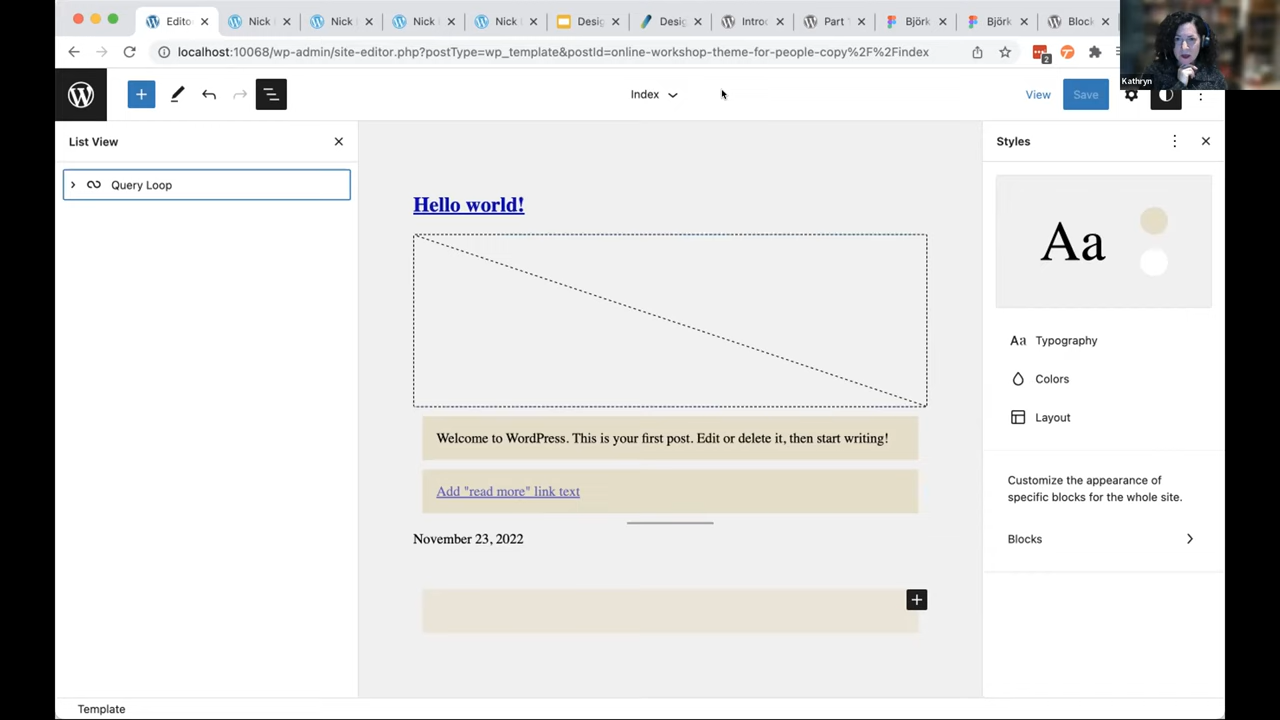 Edito
Nick
Nick
Nick
Nick
Desig
Desig
Introd
Part
Björk
Björk
Block
localhost:10068/wp-admin/site-editor.php?postType=wp_template&postId=online-workshop-theme-for-people-copy%2F%2Findex
2
Kathryn
Index
View
Save
List View
Query Loop
Hello world!
Welcome to WordPress. This is your first post. Edit or delete it, then start writing!
Add "read more" link text
November 23, 2022
Styles
Aa
Aa Typography
Colors
Layout
Customize the appearance of
specific blocks for the whole site.
Blocks
Template